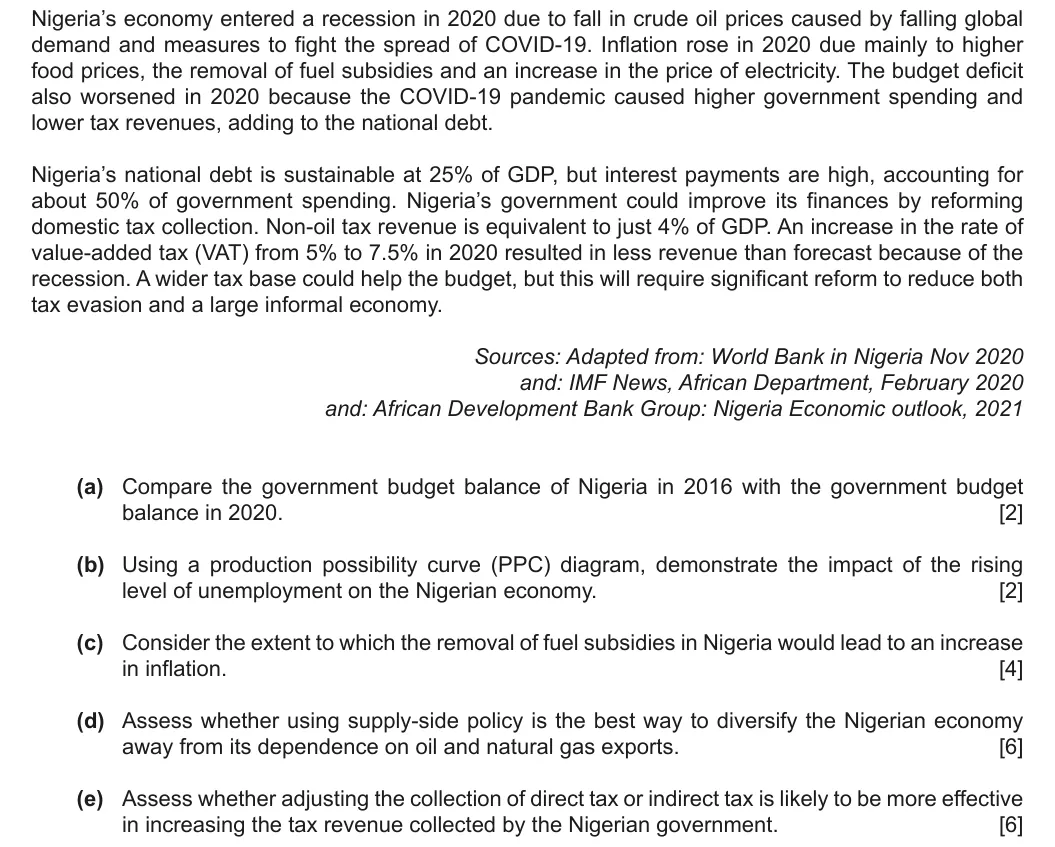 Nigeria's economy entered a recession in 2020 due to fall in crude oil prices caused by falling global
demand and measures to fight the spread of COVID-19. Inflation rose in 2020 due mainly to higher
food prices, the removal of fuel subsidies and an increase in the price of electricity. The budget deficit
also worsened in 2020 because the COVID-19 pandemic caused higher government spending and
lower tax revenues, adding to the national debt.
Nigeria's national debt is sustainable at 25% of GDP, but interest payments are high, accounting for
about 50% of government spending. Nigeria's government could improve its finances by reforming
domestic tax collection. Non-oil tax revenue is equivalent to just 4% of GDP. An increase in the rate of
value-added tax (VAT) from 5% to 7.5% in 2020 resulted in less revenue than forecast because of the
recession. A wider tax base could help the budget, but this will require significant reform to reduce both
tax evasion and a large informal economy.
Sources: Adapted from: World Bank in Nigeria Nov 2020
and: IMF News, African Department, February 2020
and: African Development Bank Group: Nigeria Economic outlook, 2021
(a) Compare the government budget balance of Nigeria in 2016 with the government budget
balance in 2020. [2]
(b) Using a production possibility curve (PPC) diagram, demonstrate the impact of the rising
level of unemployment on the Nigerian economy. [2]
(c) Consider the extent to which the removal of fuel subsidies in Nigeria would lead to an increase
in inflation. [4]
(d) Assess whether using supply-side policy is the best way to diversify the Nigerian economy
away from its dependence on oil and natural gas exports. [6]
(e) Assess whether adjusting the collection of direct tax or indirect tax is likely to be more effective
in increasing the tax revenue collected by the Nigerian government. [6]